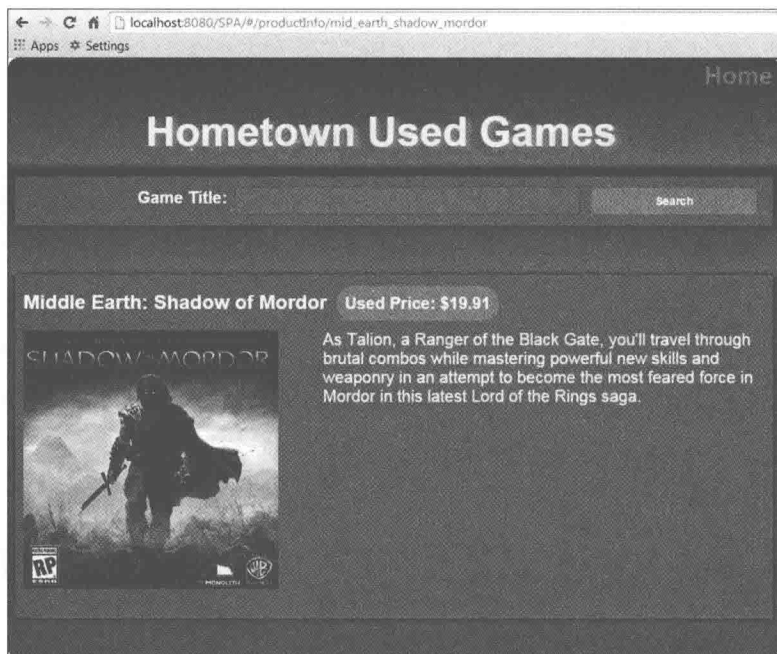 localhost:8080/SPA/#/productInfo/mid_earth_shadow_mordor
Apps Settings
Home
Hometown Used Games
Game Title:
Search
Middle Earth: Shadow of Mordor Used Price: $19.91
As Talion, a Ranger of the Black Gate, you'll travel through
brutal combos while mastering powerful new skills and
weaponry in an attempt to become the most feared force in
Mordor in this latest Lord of the Rings saga.
SHADOW OF MORDOR
RP
MONOLITH